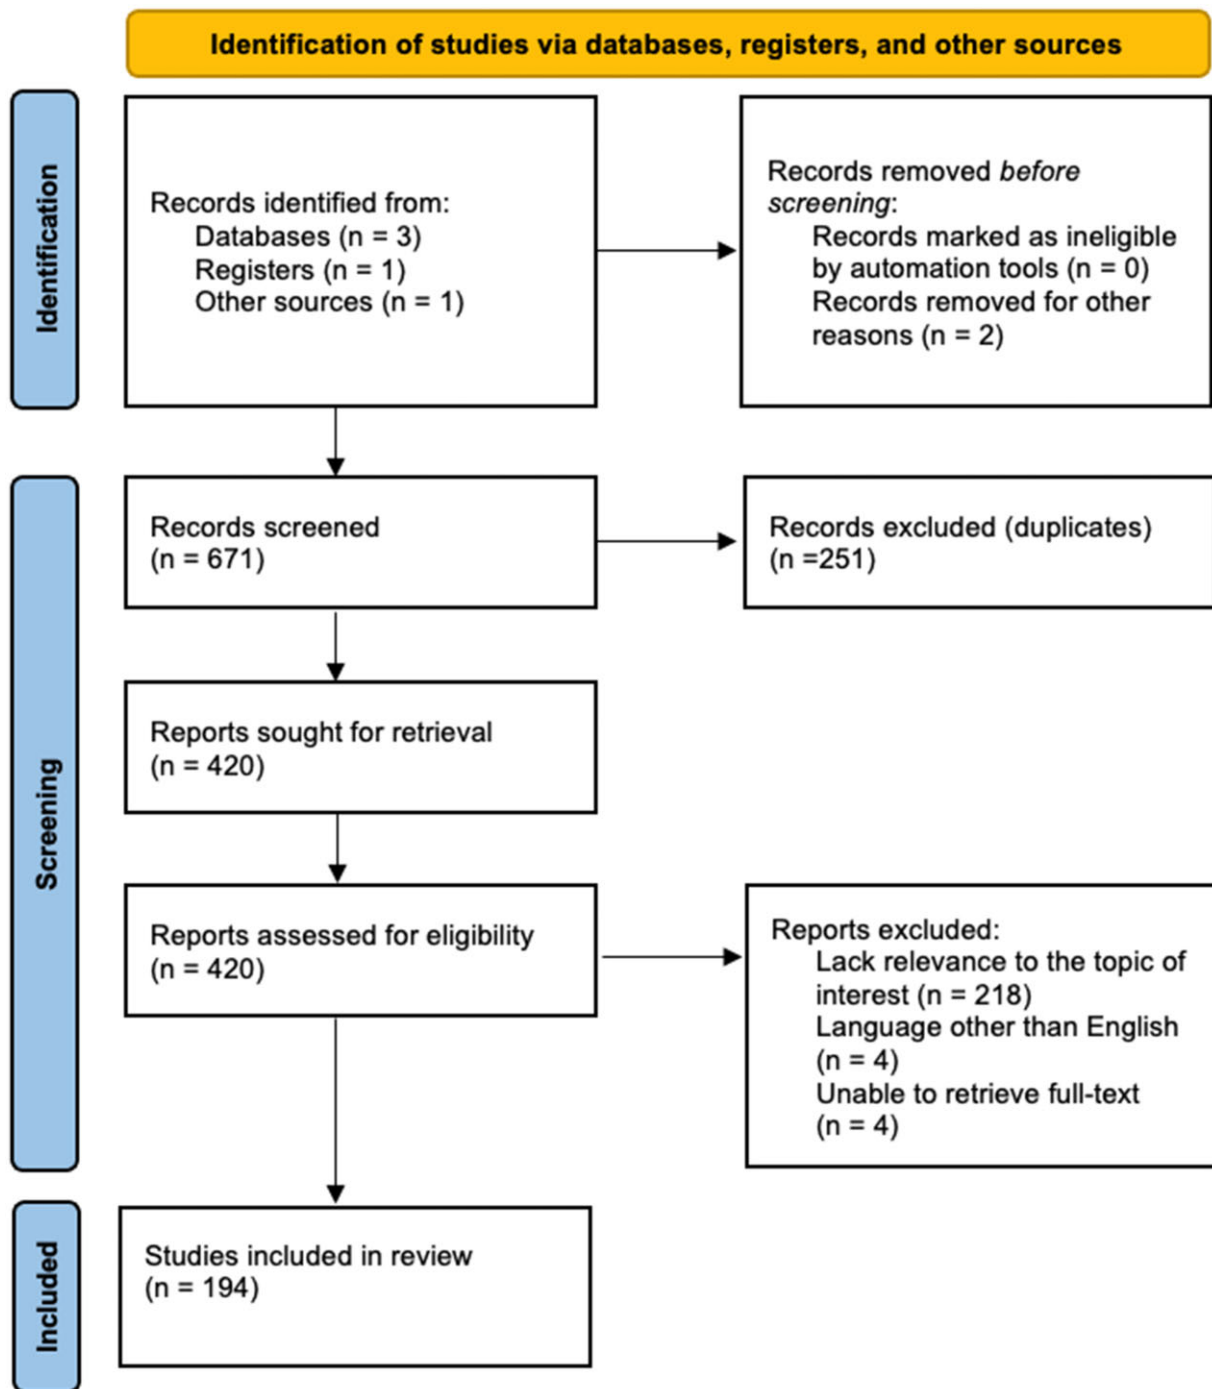 Identification of studies via databases, registers, and other sources
Identification
Records identified from:
Databases (n = 3)
Registers (n = 1)
Other sources (n = 1)
Records removed before
screening:
Records marked as ineligible
by automation tools (n = 0)
Records removed for other
reasons (n = 2)
Screening
Records screened
(n = 671)
Records excluded (duplicates)
(n =251)
Reports sought for retrieval
(n = 420)
Reports assessed for eligibility
(n = 420)
Reports excluded:
Lack relevance to the topic of
interest (n = 218)
Language other than English
(n = 4)
Unable to retrieve full-text
(n = 4)
Included
Studies included in review
(n = 194)